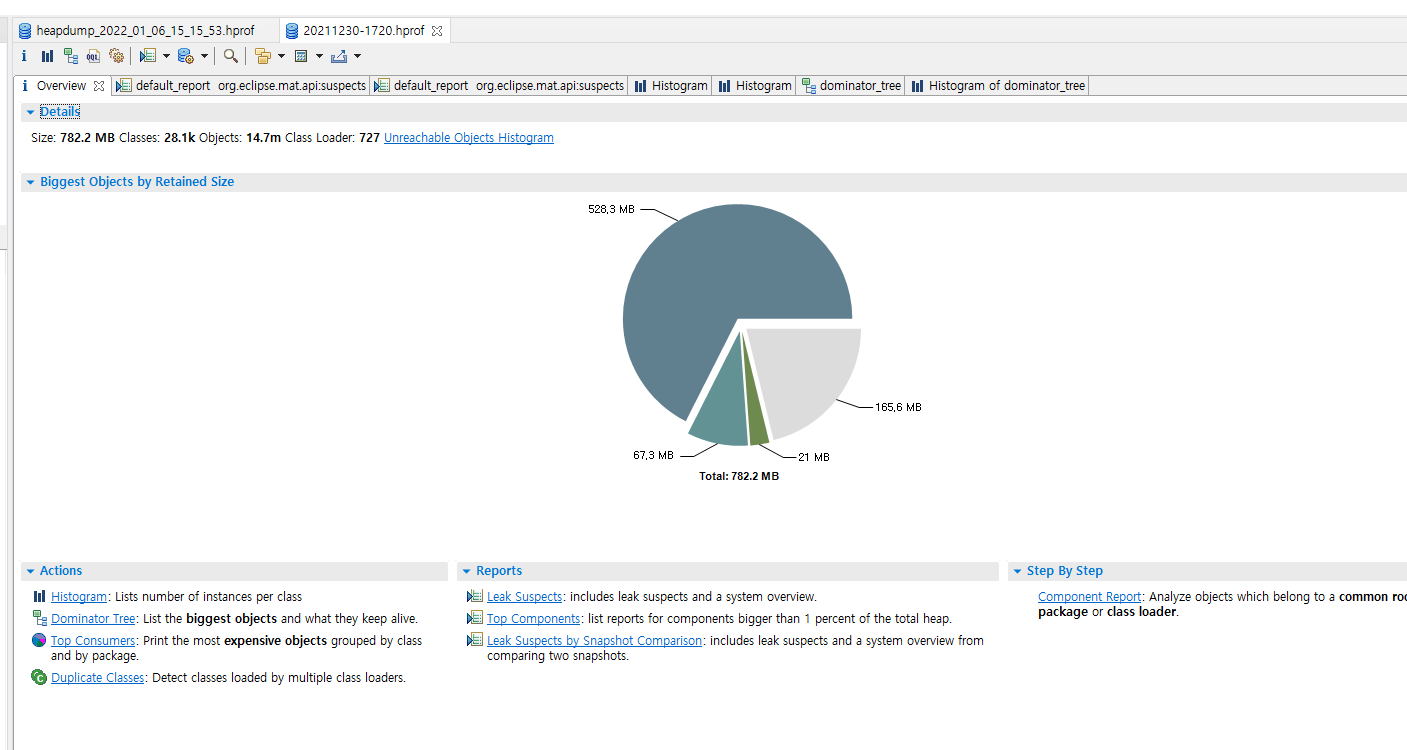 heapdump_2022_01_06_15_15_53.hprof 20211230-1720.hprof
i OQL
i Overview default_report org.eclipse.mat.api:suspects default_report org.eclipse.mat.api:suspects Histogram Histogram dominator_tree Histogram of dominator_tree
Details
Size: 782.2 MB Classes: 28.1k Objects: 14.7m Class Loader: 727 Unreachable Objects Histogram
Biggest Objects by Retained Size
528,3 MB
165,6 MB
67,3 MB
21 MB
Total: 782.2 MB
Actions
Histogram: Lists number of instances per class
Dominator Tree: List the biggest objects and what they keep alive.
Top Consumers: Print the most expensive objects grouped by class
and by package.
Duplicate Classes: Detect classes loaded by multiple class loaders.
Reports
Leak Suspects: includes leak suspects and a system overview.
Top Components: list reports for components bigger than 1 percent of the total heap.
Leak Suspects by Snapshot Comparison: includes leak suspects and a system overview from
comparing two snapshots.
Step By Step
Component Report: Analyze objects which belong to a common roo
package or class loader.